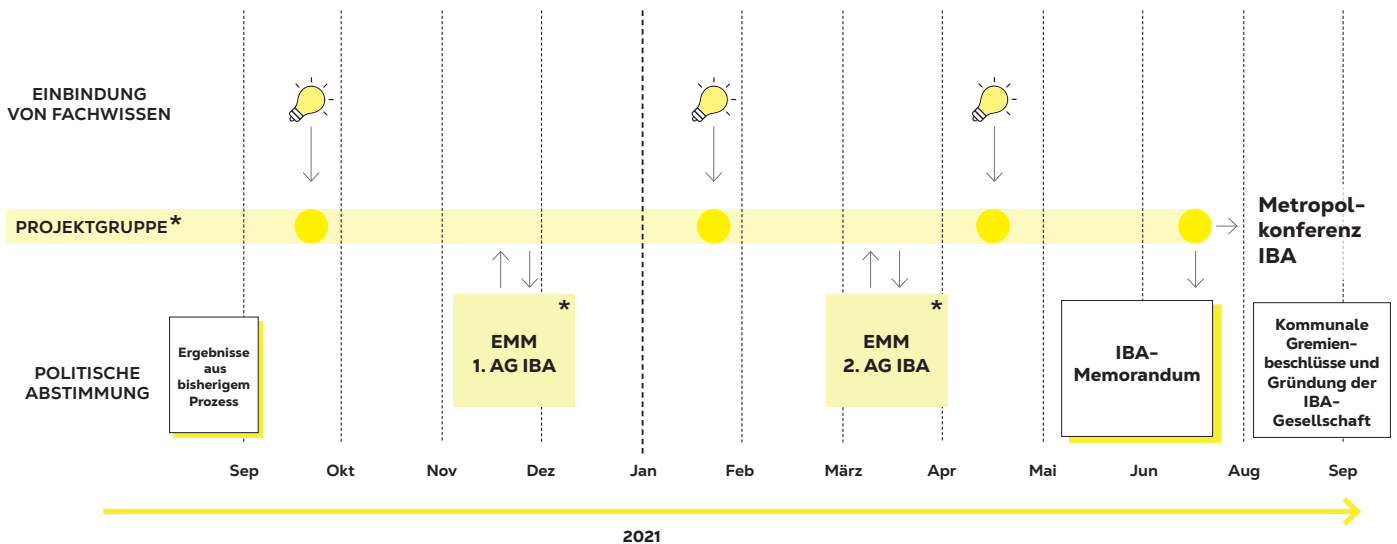 EINBINDUNG
VON FACHWISSEN
PROJEKTGRUPPE*
Metropol-
konferenz
IBA
POLITISCHE
ABSTIMMUNG
Ergebnisse
aus
bisherigem
Prozess
*
EMM
1. AG IBA
*
EMM
2. AG IBA
IBA-
Memorandum
Kommunale
Gremien-
beschlüsse und
Gründung der
IBA-
Gesellschaft
Sep Okt Nov Dez Jan Feb März Apr Mai Jun Aug Sep
2021